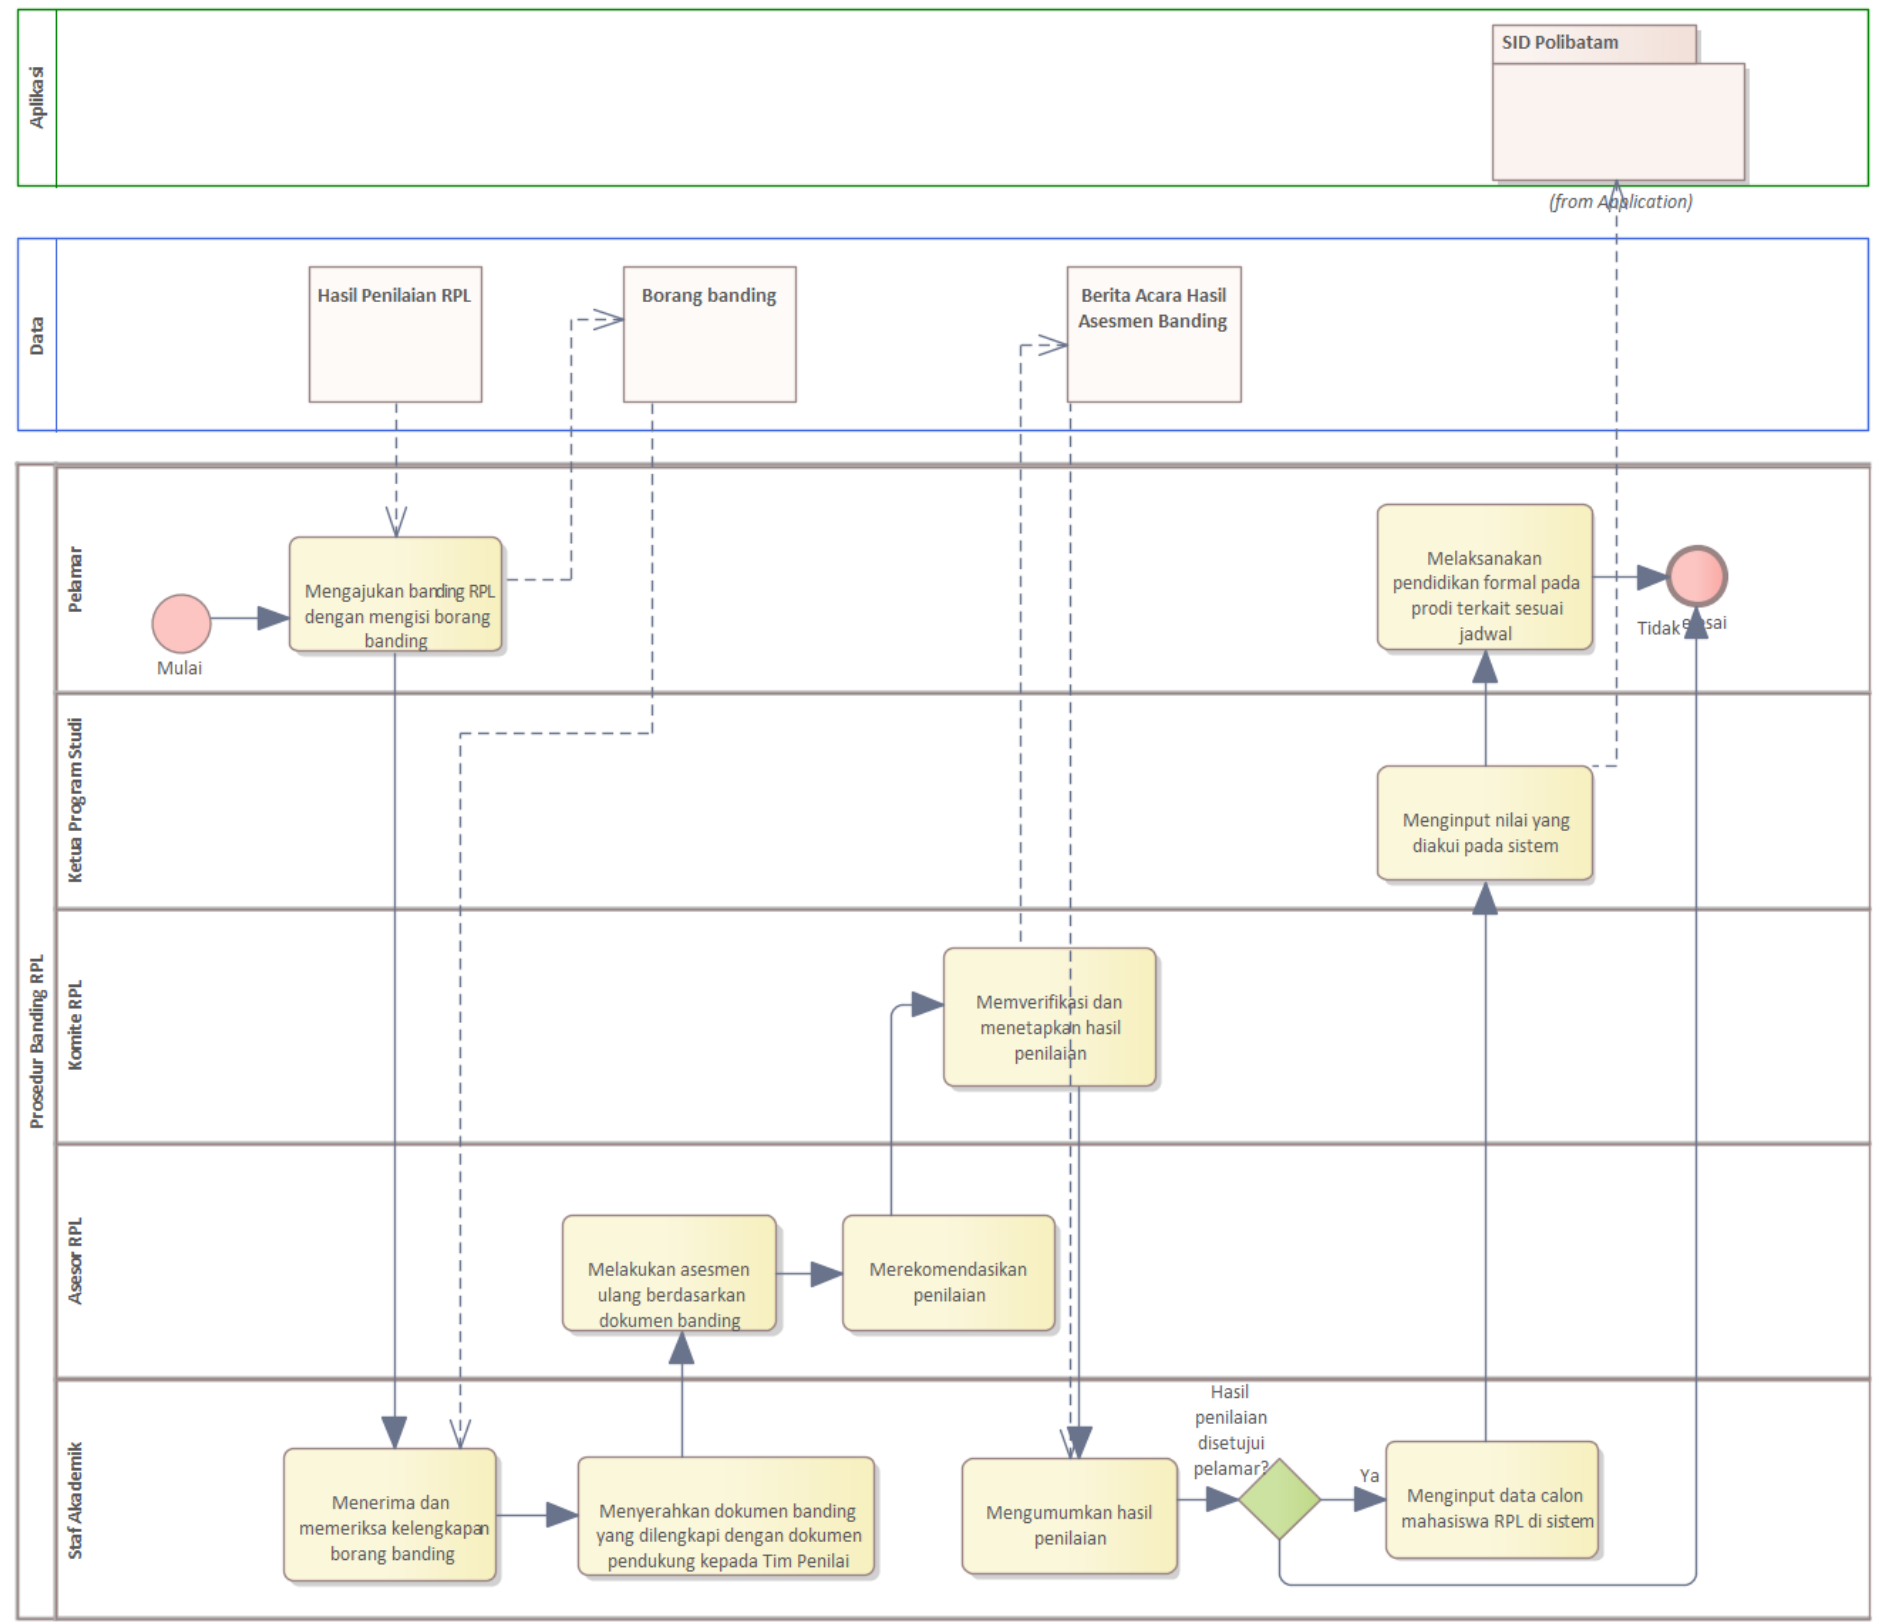 Aplikasi
SID Polibatam
(from Application)
Data
Hasil Penilaian RPL
Borang banding
Berita Acara Hasil
Asesmen Banding
Prosedur Banding RPL
Pelamar
Mulai
Mengajukan banding RPL
dengan mengisi borang
banding
Melaksanakan
pendidikan formal pada
prodi terkait sesuai
jadwal
Tidak
Ketua Program Studi
Menginput nilai yang
diakui pada sistem
Komite RPL
Memverifikasi dan
menetapkan hasil
penilaian
Asesor RPL
Melakukan asesmen
ulang berdasarkan
dokumen banding
Merekomendasikan
penilaian
Staf Akademik
Menerima dan
memeriksa kelengkapan
borang banding
Menyerahkan dokumen banding
yang dilengkapi dengan dokumen
pendukung kepada Tim Penilai
Mengumumkan hasil
penilaian
Hasil
penilaian
disetujui
pelamar?
Ya
Menginput data calon
mahasiswa RPL di sistem